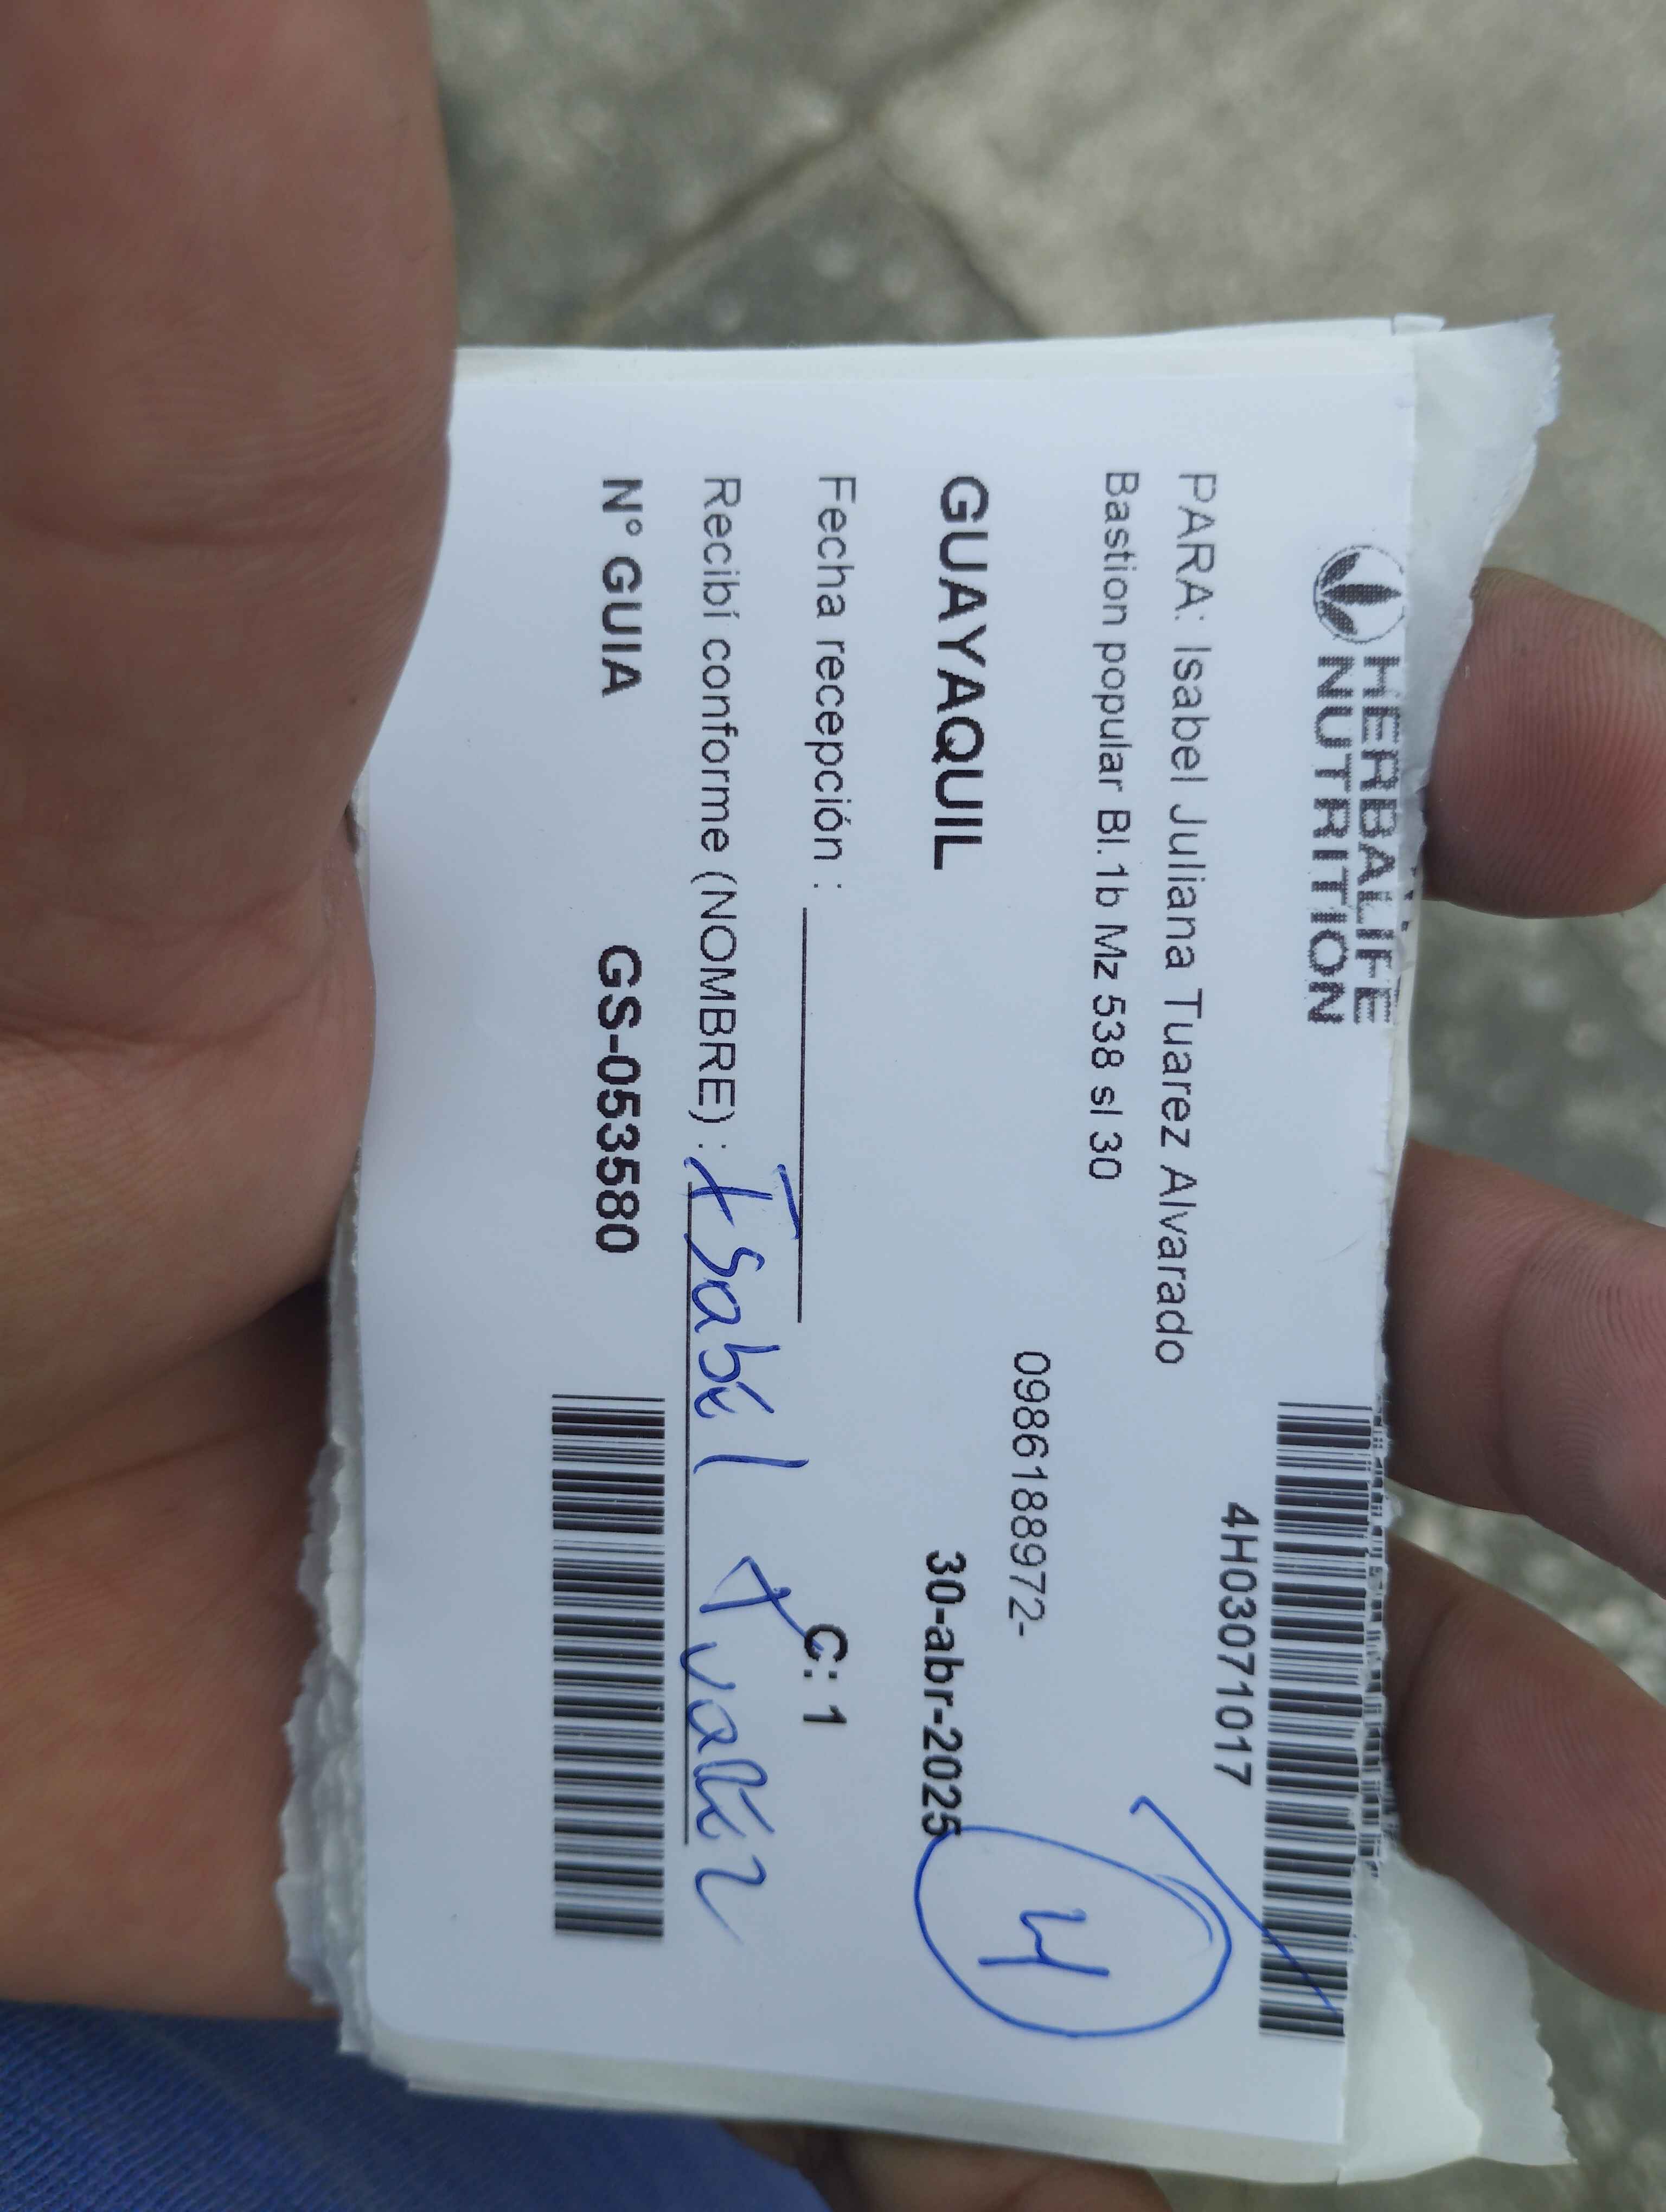 HERBALIFE
NUTRITION
4H03071017
PARA: Isabel Juliana Tuarez Alvarado
Bastion popular Bl.1b Mz 538 sl 30
0986188972-
4
GUAYAQUIL 30-abr-2025
Fecha recepción : C: 1
Recibí conforme (NOMBRE) : Isabel Tuarez
N° GUIA GS-053580